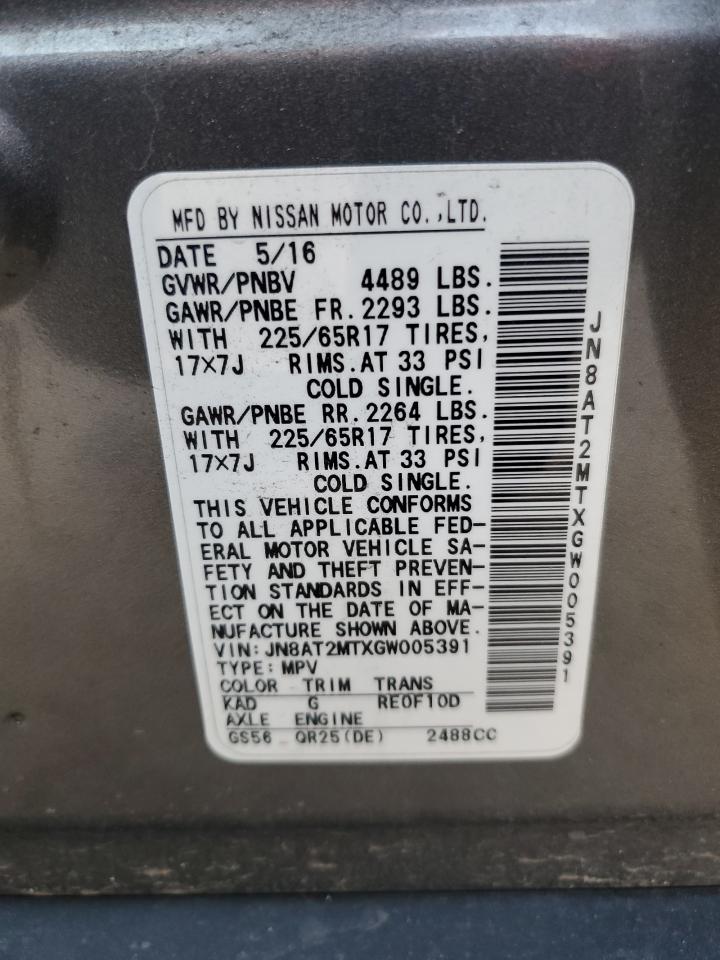 MFD BY NISSAN MOTOR CO.,LTD.
DATE 5/16
GVWR/PNBV 4489 LBS.
GAWR/PNBE FR.2293 LBS.
WITH 225/65R17 TIRES,
17X7J RIMS.AT 33 PSI
COLD SINGLE.
GAWR/PNBE RR.2264 LBS.
WITH 225/65R17 TIRES,
17X7J RIMS.AT 33 PSI
COLD SINGLE.
THIS VEHICLE CONFORMS
TO ALL APPLICABLE FED-
ERAL MOTOR VEHICLE SA-
FETY AND THEFT PREVEN-
TION STANDARDS IN EFF-
ECT ON THE DATE OF MA-
NUFACTURE SHOWN ABOVE.
VIN:JN8AT2MTXGW005391
TYPE:MPV
COLOR TRIM TRANS
KAD G RE0F10D
AXLE ENGINE
GS56 QR25(DE) 2488CC
JN8AT2MTXGW005391